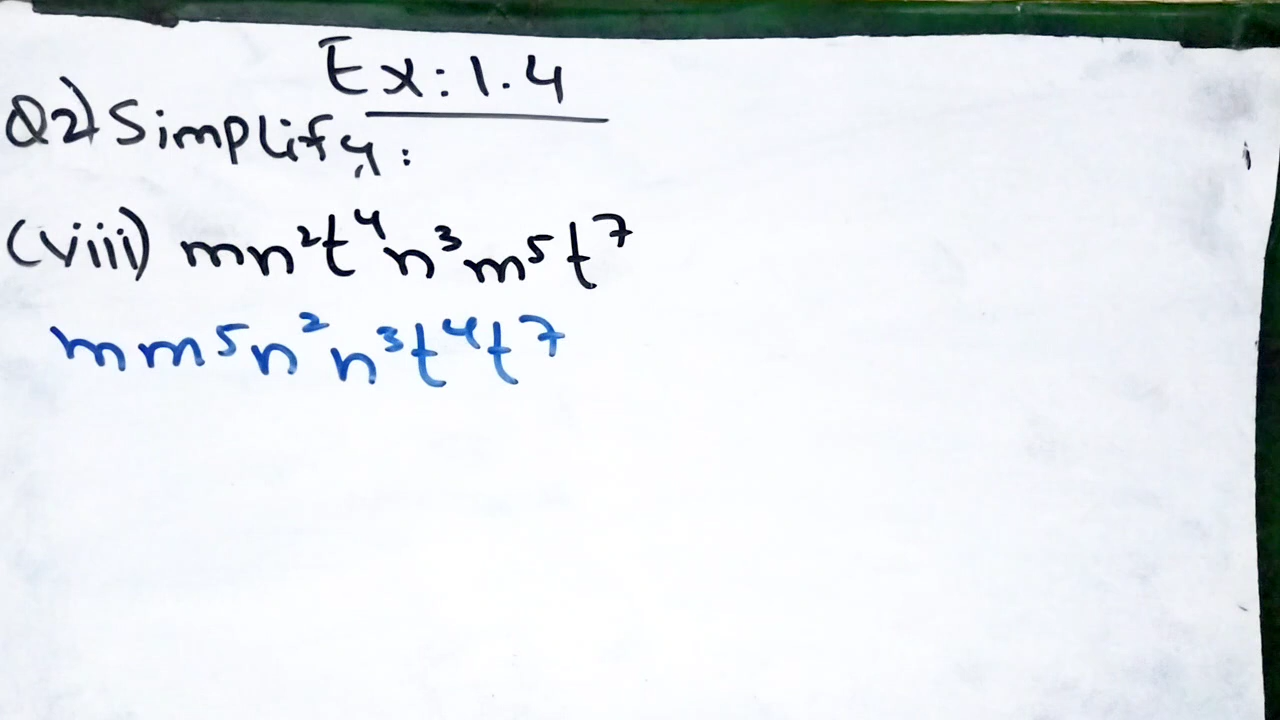 Ex: 1.4
Q2) Simplify:
(viii) mn²t⁴n³m⁵t⁷
mm⁵n²n³t⁴t⁷